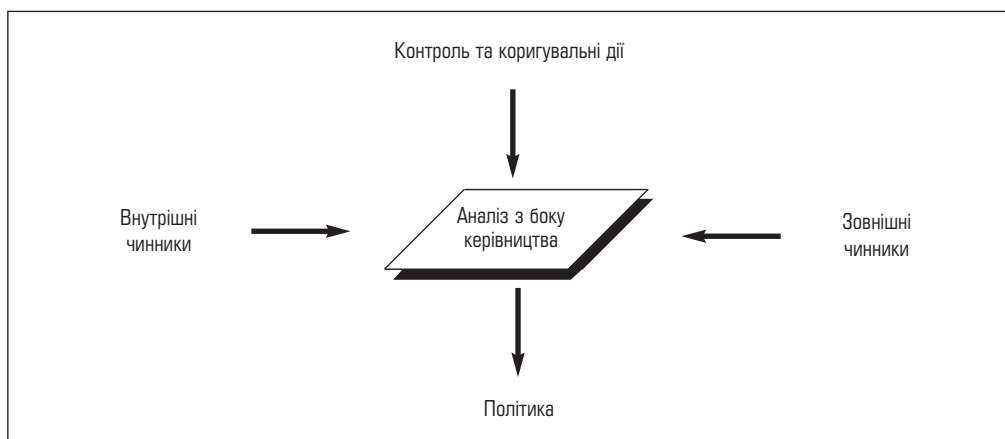 Контроль та коригувальні дії
Внутрішні
чинники
Аналіз з боку
керівництва
Зовнішні
чинники
Політика